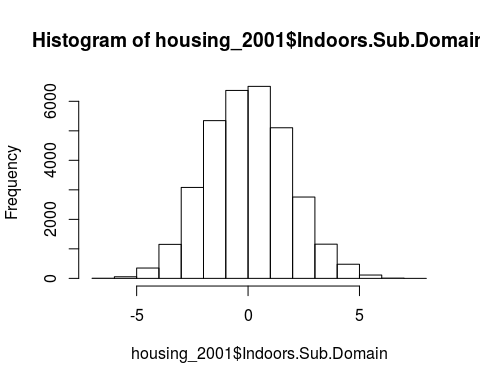 Histogram of housing_2001$Indoors.Sub.Domain
Frequency
6000
4000
2000
0
-5 0 5
housing_2001$Indoors.Sub.Domain